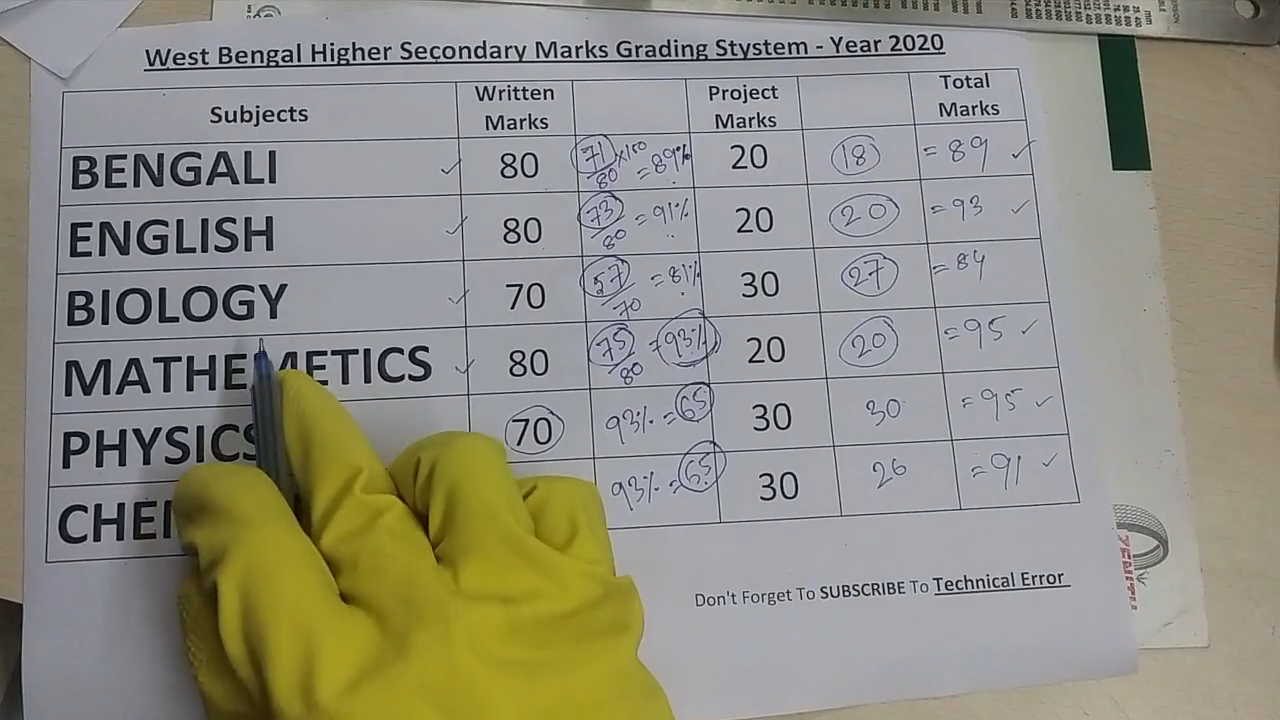 West Bengal Higher Secondary Marks Grading Stystem - Year 2020
Subjects Written Marks Project Marks Total Marks
BENGALI ✓ 80 71/80 ×100 = 89% 20 18 = 89 ✓
ENGLISH ✓ 80 73/80 = 91% 20 20 = 93 ✓
BIOLOGY ✓ 70 57/70 = 81% 30 27 = 84
MATHEMETICS ✓ 80 75/80 = 93% 20 20 = 95 ✓
PHYSICS 70 93% = 65 30 30 = 95 ✓
CHE 93% = 65 30 26 = 91 ✓
Don't Forget To SUBSCRIBE To Technical Error